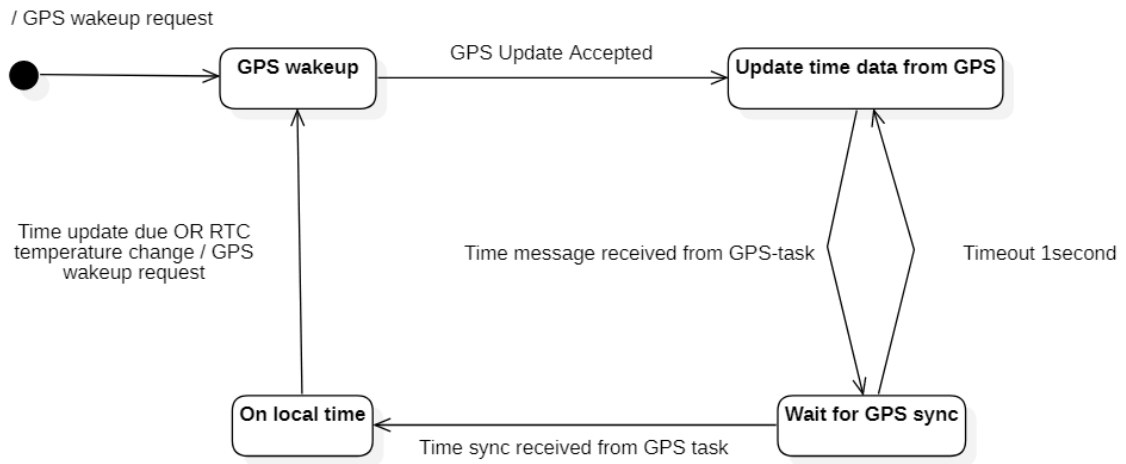 / GPS wakeup request
GPS wakeup
GPS Update Accepted
Update time data from GPS
Time update due OR RTC
temperature change / GPS
wakeup request
Time message received from GPS-task
Timeout 1second
On local time
Time sync received from GPS task
Wait for GPS sync